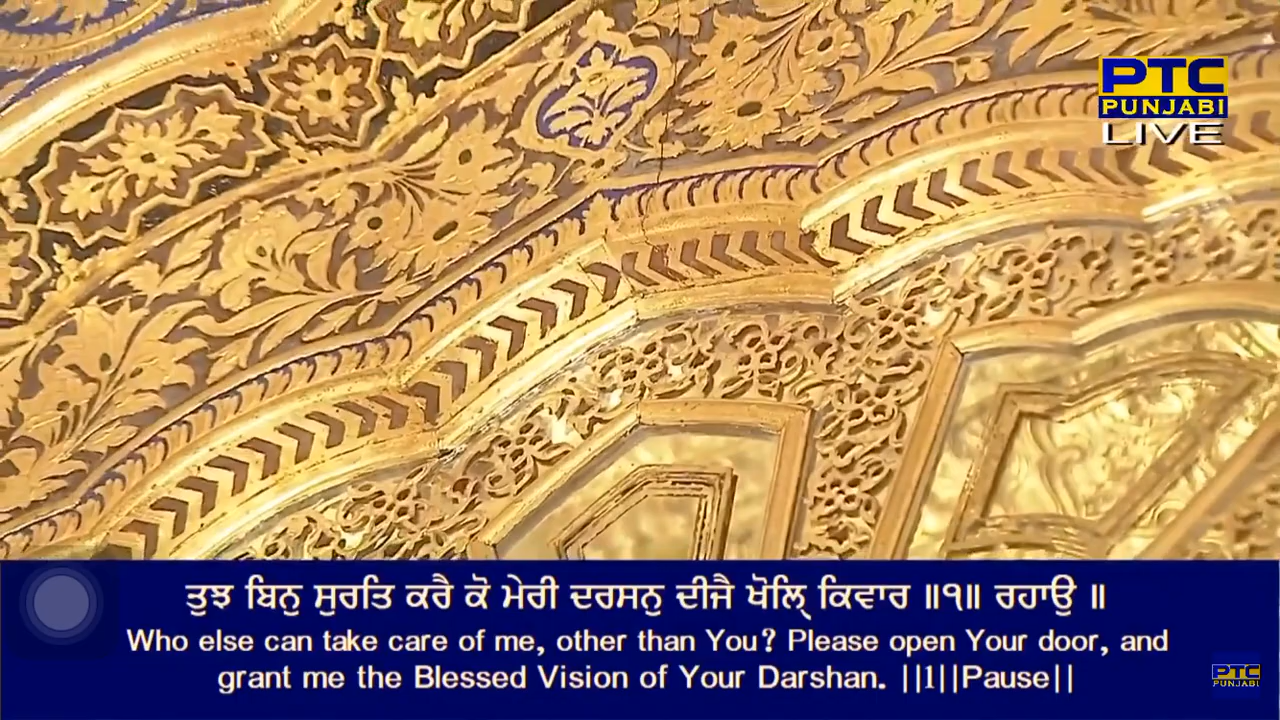 PTC
PUNJABI
LIVE
ਤੁਝ ਬਿਨੁ ਸੁਰਤਿ ਕਰੈ ਕੋ ਮੇਰੀ ਦਰਸਨੁ ਦੀਜੈ ਖੋਲਿ੍ ਕਿਵਾਰ ॥੧॥ ਰਹਾਉ ॥
Who else can take care of me, other than You? Please open Your door, and
grant me the Blessed Vision of Your Darshan. ||1||Pause||
PTC
PUNJABI